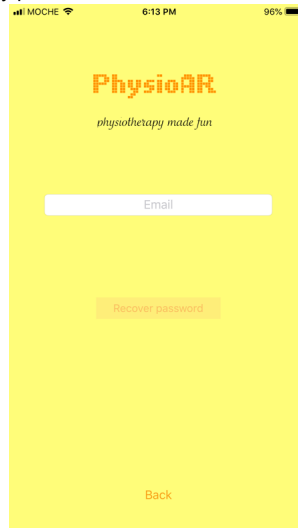 MOCHE 6:13 PM 96%
PhysioAR
physiotherapy made fun
Email
Recover password
Back